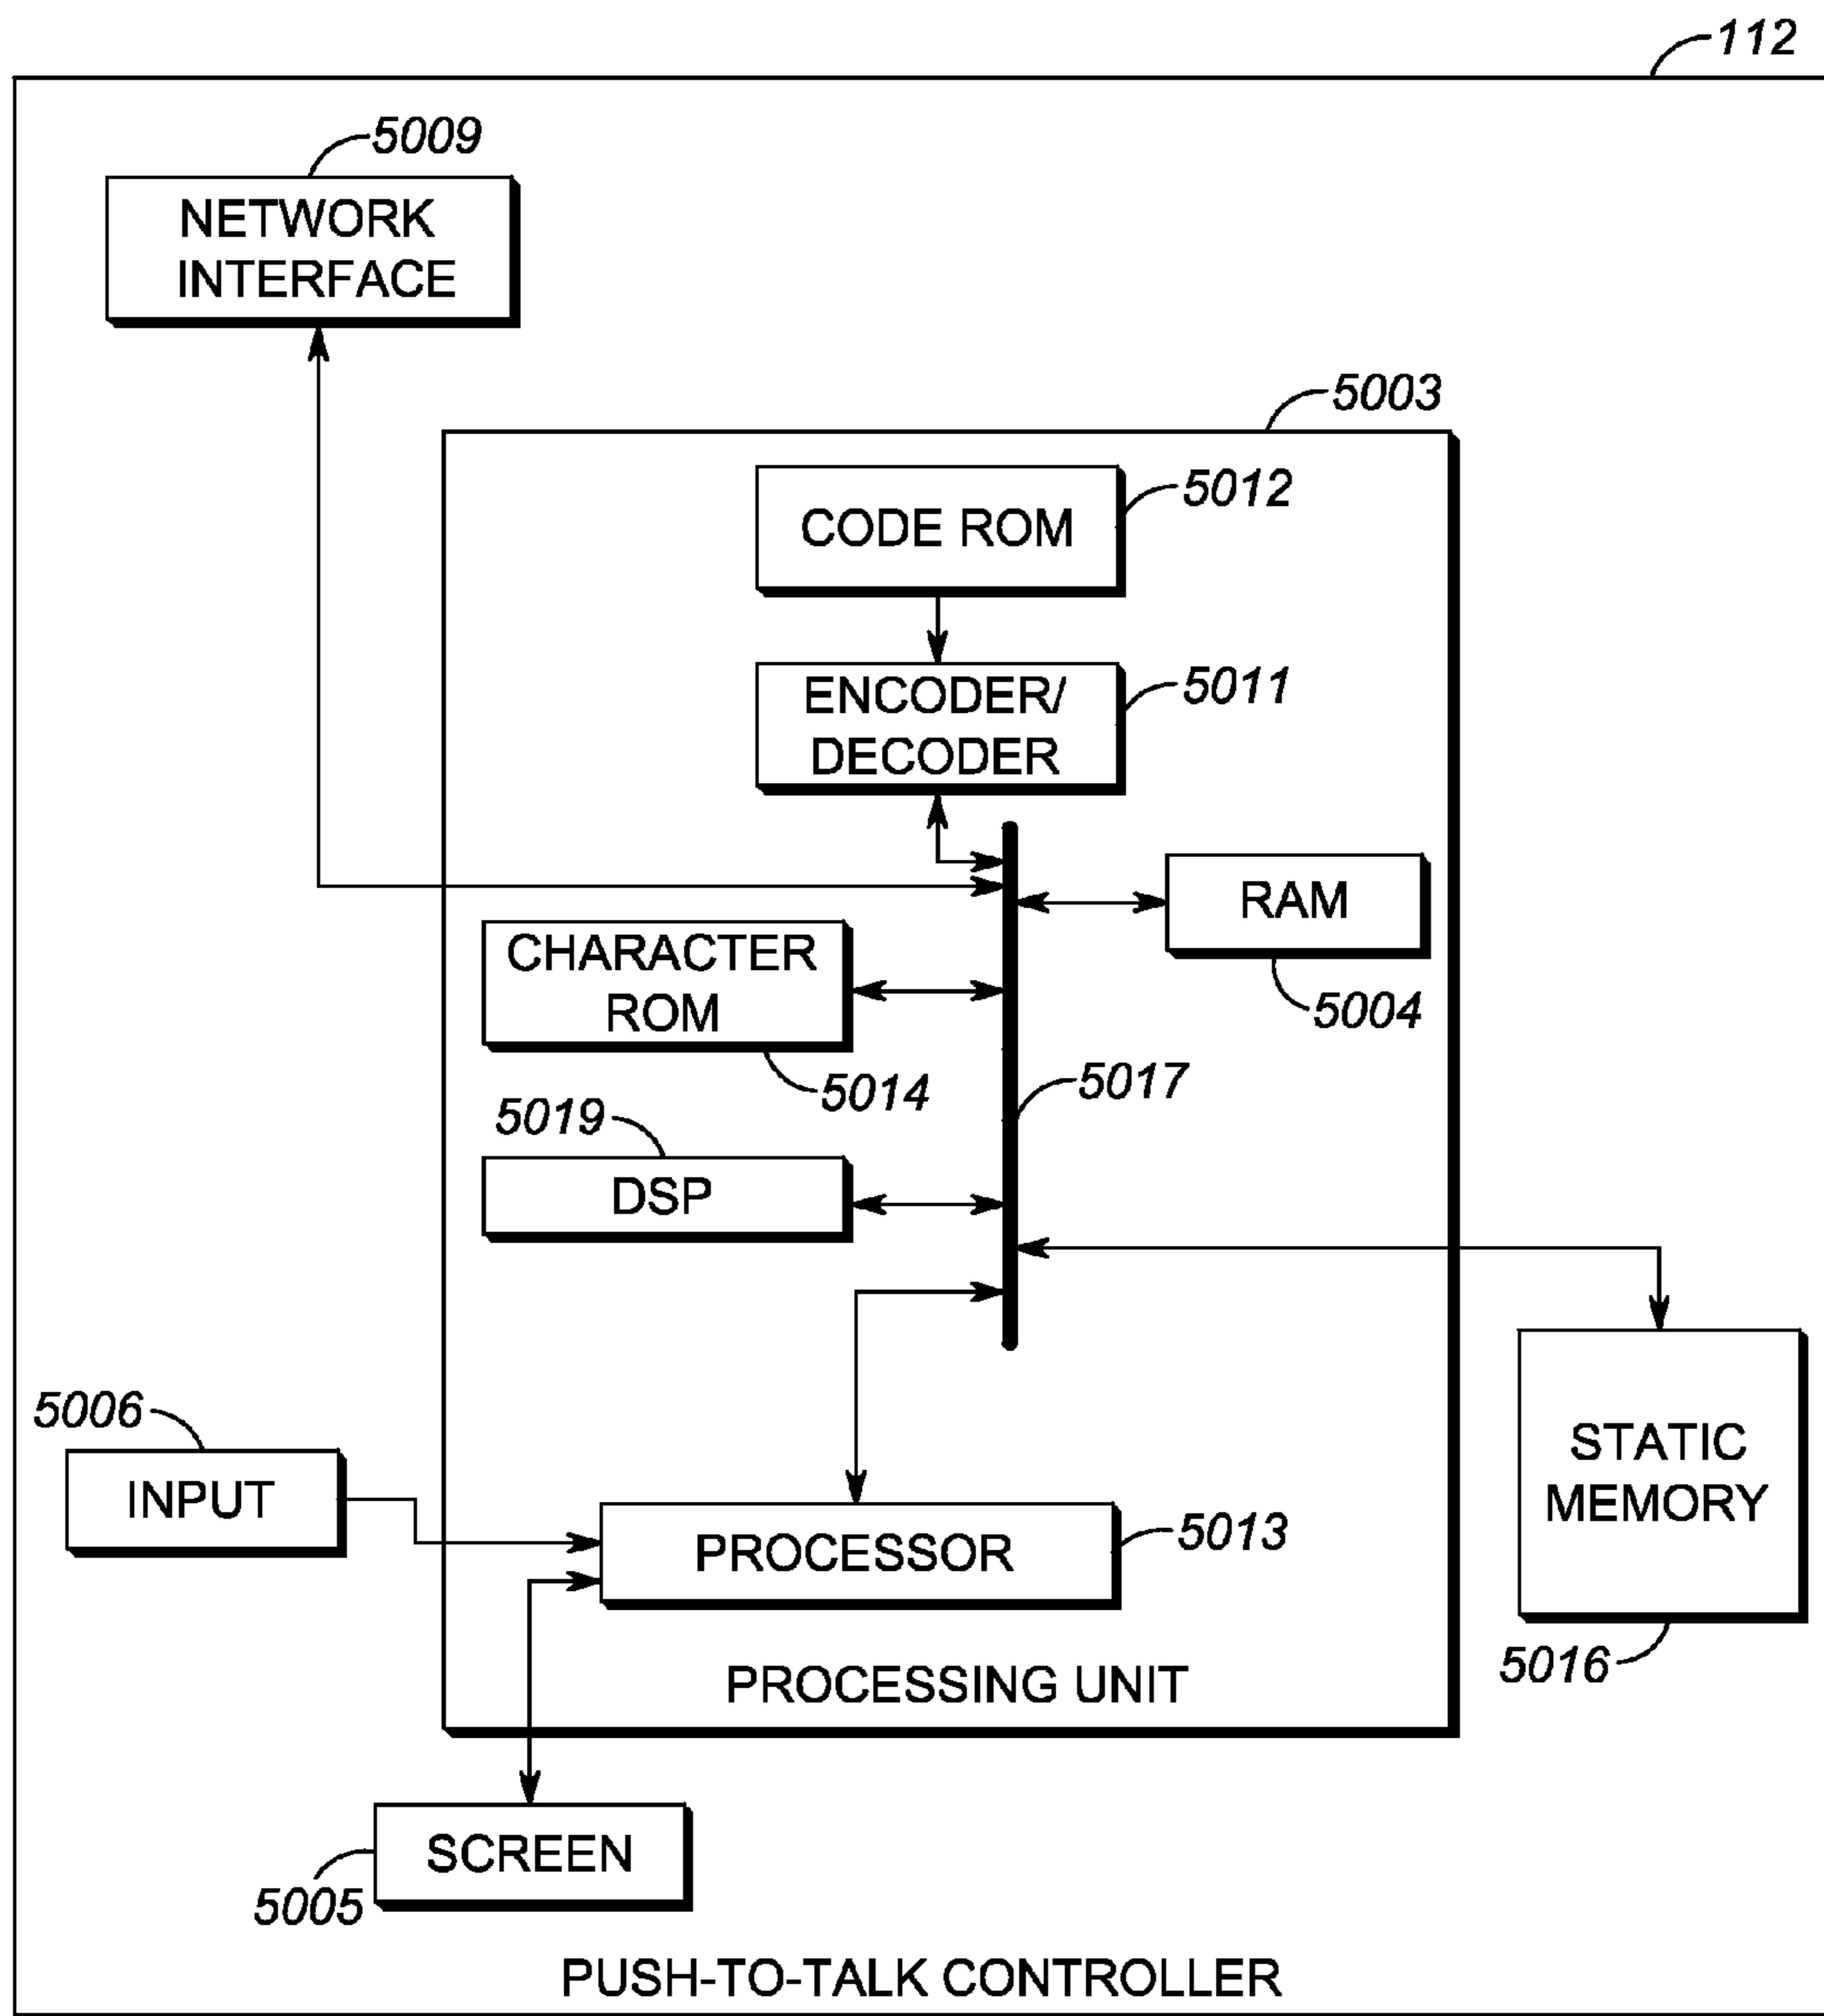 112
5009
NETWORK
INTERFACE
5003
CODE ROM
5012
ENCODER/
DECODER
5011
RAM
5004
CHARACTER
ROM
5014
5017
5019
DSP
5006
INPUT
PROCESSOR
5013
STATIC
MEMORY
5016
PROCESSING UNIT
SCREEN
5005
PUSH-TO-TALK CONTROLLER